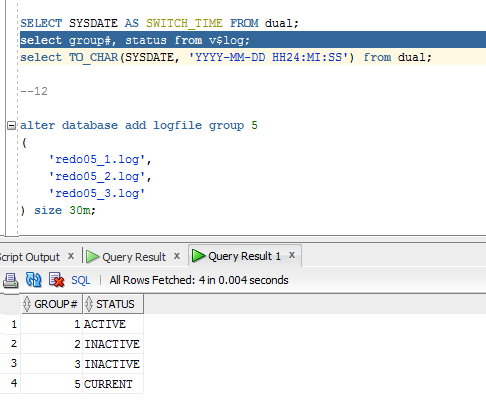 SELECT SYSDATE AS SWITCH_TIME FROM dual;
select group#, status from v$log;
select TO_CHAR(SYSDATE, 'YYYY-MM-DD HH24:MI:SS') from dual;
--12
alter database add logfile group 5
(
'redo05_1.log',
'redo05_2.log',
'redo05_3.log'
) size 30m;
cript Output x Query Result x Query Result 1 x
SQL | All Rows Fetched: 4 in 0.004 seconds
GROUP# STATUS
1 1 ACTIVE
2 2 INACTIVE
3 3 INACTIVE
4 5 CURRENT